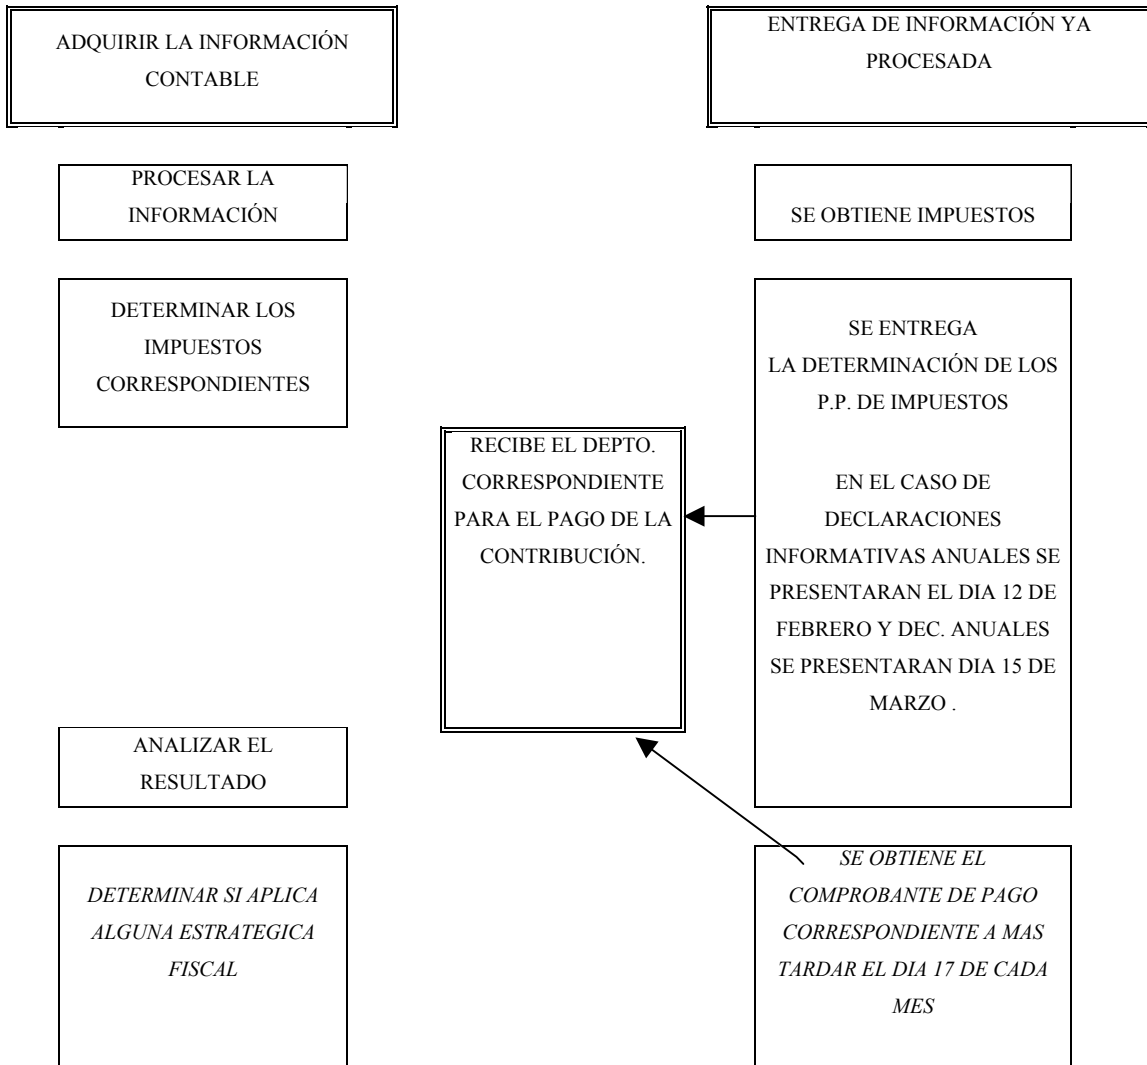 ADQUIRIR LA INFORMACIÓN
CONTABLE
PROCESAR LA
INFORMACIÓN
DETERMINAR LOS
IMPUESTOS
CORRESPONDIENTES
ANALIZAR EL
RESULTADO
DETERMINAR SI APLICA
ALGUNA ESTRATEGICA
FISCAL
RECIBE EL DEPTO.
CORRESPONDIENTE
PARA EL PAGO DE LA
CONTRIBUCIÓN.
ENTREGA DE INFORMACIÓN YA
PROCESADA
SE OBTIENE IMPUESTOS
SE ENTREGA
LA DETERMINACIÓN DE LOS
P.P. DE IMPUESTOS
EN EL CASO DE
DECLARACIONES
INFORMATIVAS ANUALES SE
PRESENTARAN EL DIA 12 DE
FEBRERO Y DEC. ANUALES
SE PRESENTARAN DIA 15 DE
MARZO .
SE OBTIENE EL
COMPROBANTE DE PAGO
CORRESPONDIENTE A MAS
TARDAR EL DIA 17 DE CADA
MES